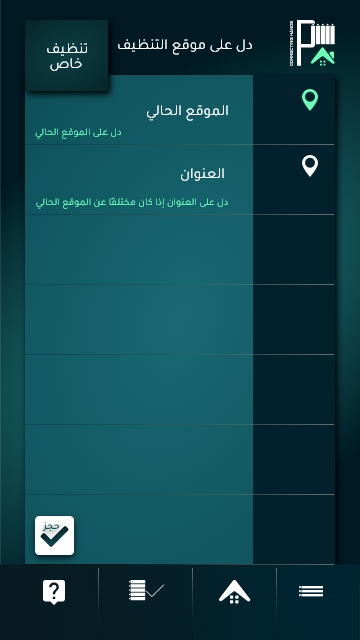 دل على موقع التنظيف
تنظيف
خاص
CONNECTING HANDS
الموقع الحالي
دل على الموقع الحالي
العنوان
دل على العنوان إذا كان مختلفًا عن الموقع الحالي
حجز